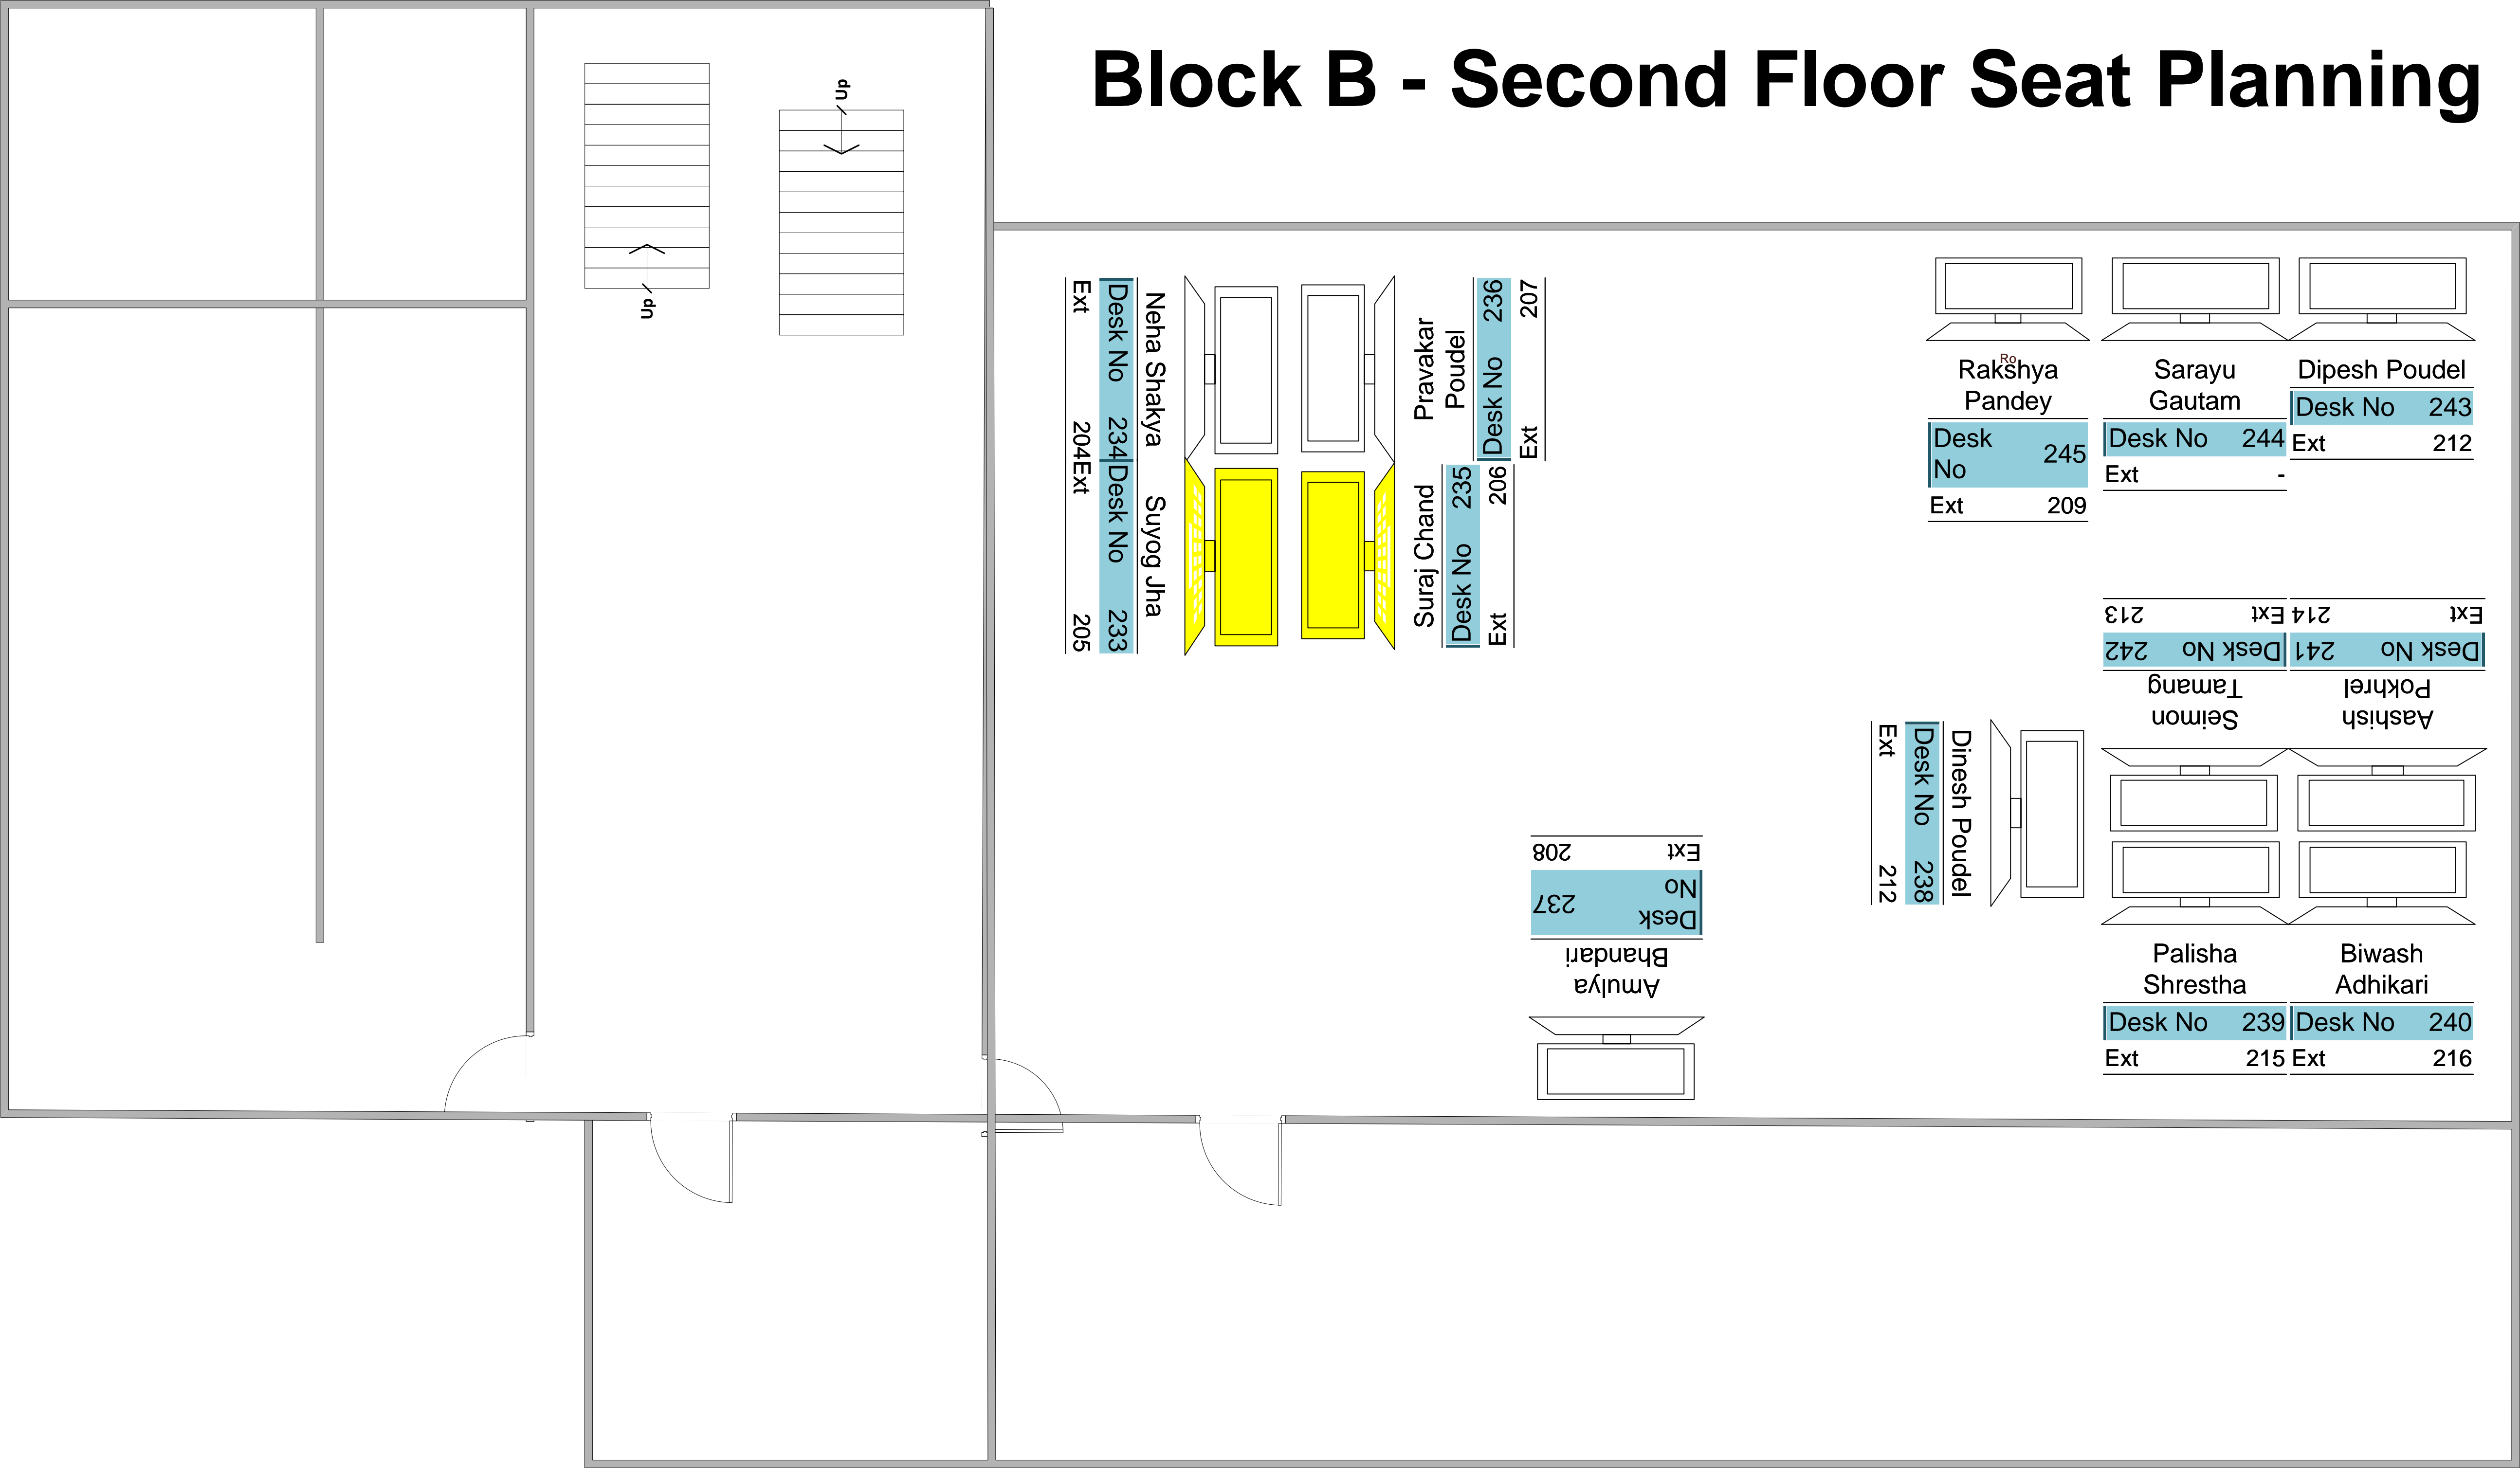 Block B - Second Floor Seat Planning
up
up
Neha Shakya
Desk No 234
Ext 204
Suyog Jha
Desk No 233
Ext 205
Pravakar
Poudel
Desk No 236
Ext 207
Suraj Chand
Desk No 235
Ext 206
Rakshya
Pandey
Ro
Desk
No
245
Ext 209
Sarayu
Gautam
Desk No 244
Ext -
Dipesh Poudel
Desk No 243
Ext 212
Seimon
Tamang
Desk No 242
Ext 213
Aashish
Pokhrel
Desk No 241
Ext 214
Dinesh Poudel
Desk No 238
Ext 212
Amulya
Bhandari
Desk
No
237
Ext 208
Palisha
Shrestha
Desk No 239
Ext 215
Biwash
Adhikari
Desk No 240
Ext 216